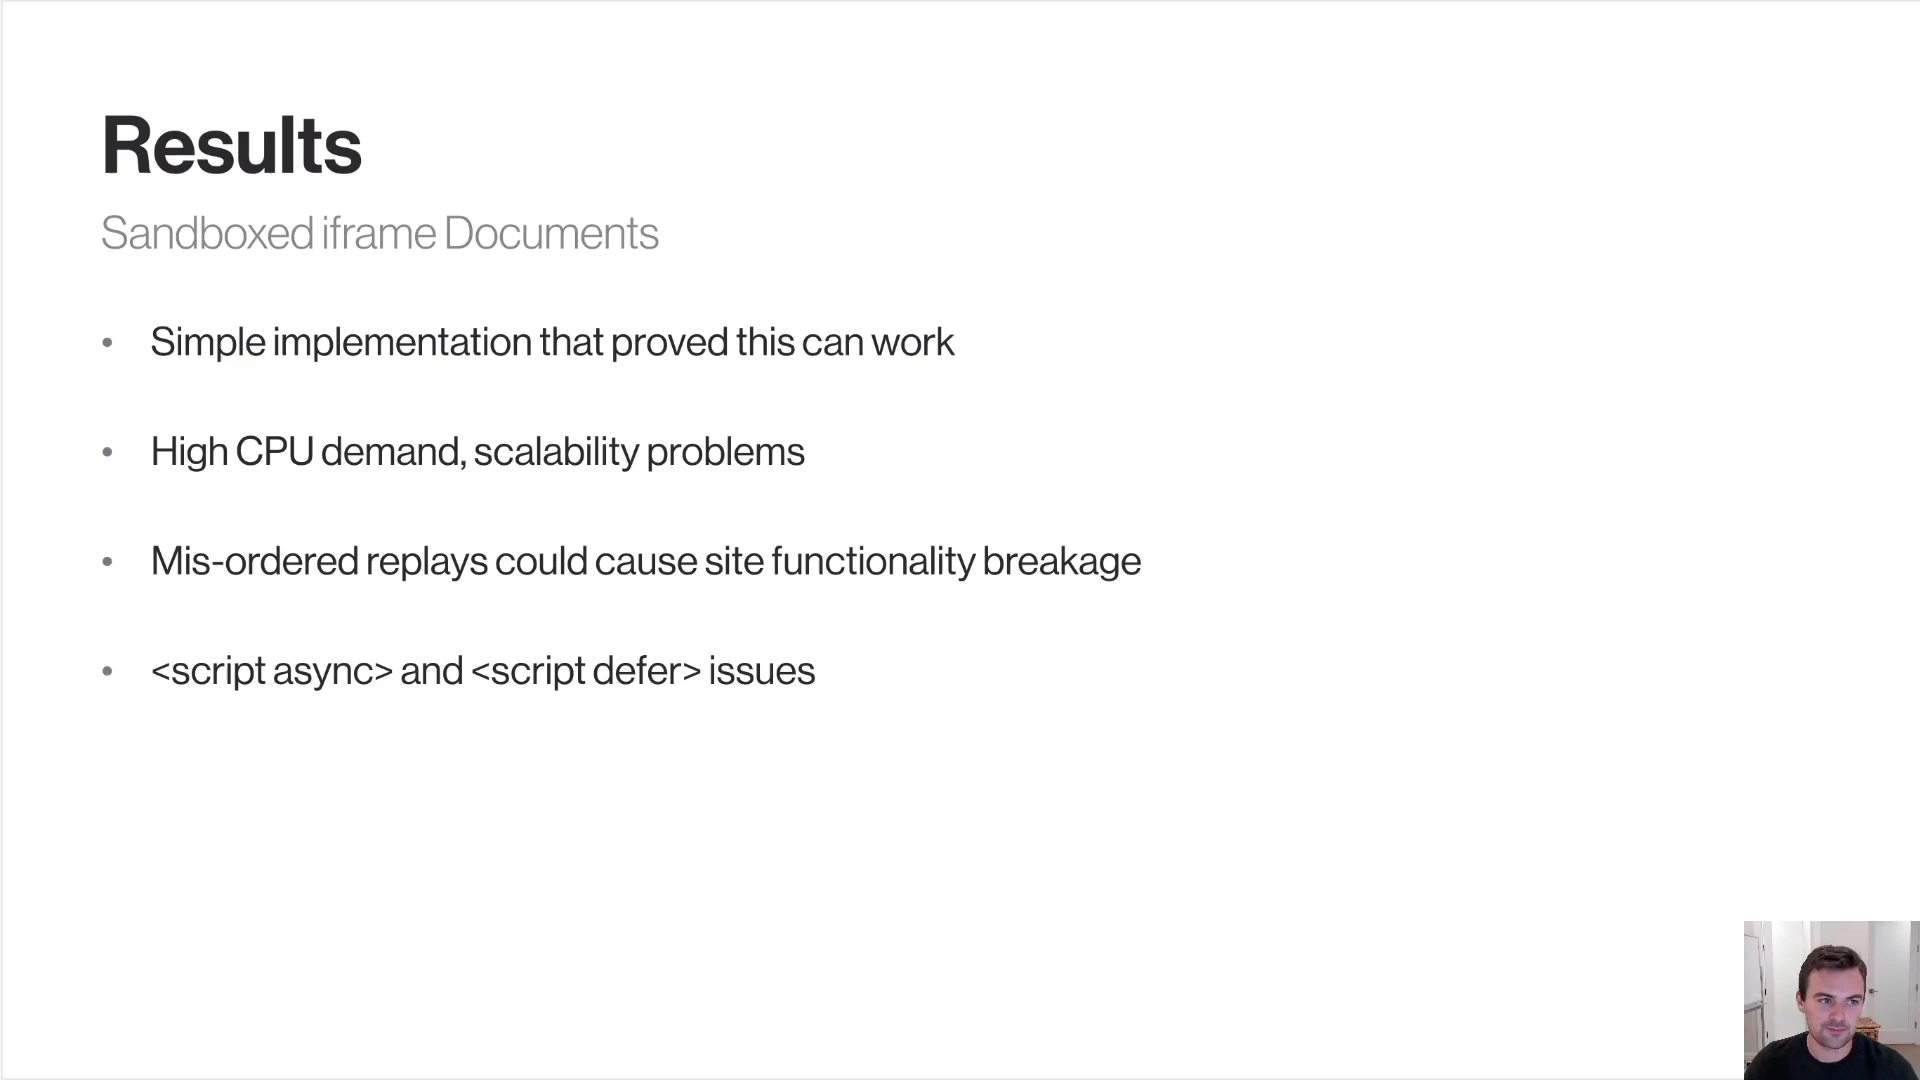 Results
Sandboxed iframe Documents
• Simple implementation that proved this can work
• High CPU demand, scalability problems
• Mis-ordered replays could cause site functionality breakage
• <script async> and <script defer> issues